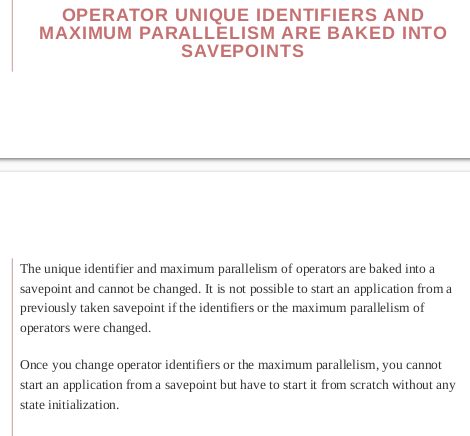 OPERATOR UNIQUE IDENTIFIERS AND
MAXIMUM PARALLELISM ARE BAKED INTO
SAVEPOINTS
The unique identifier and maximum parallelism of operators are baked into a
savepoint and cannot be changed. It is not possible to start an application from a
previously taken savepoint if the identifiers or the maximum parallelism of
operators were changed.
Once you change operator identifiers or the maximum parallelism, you cannot
start an application from a savepoint but have to start it from scratch without any
state initialization.